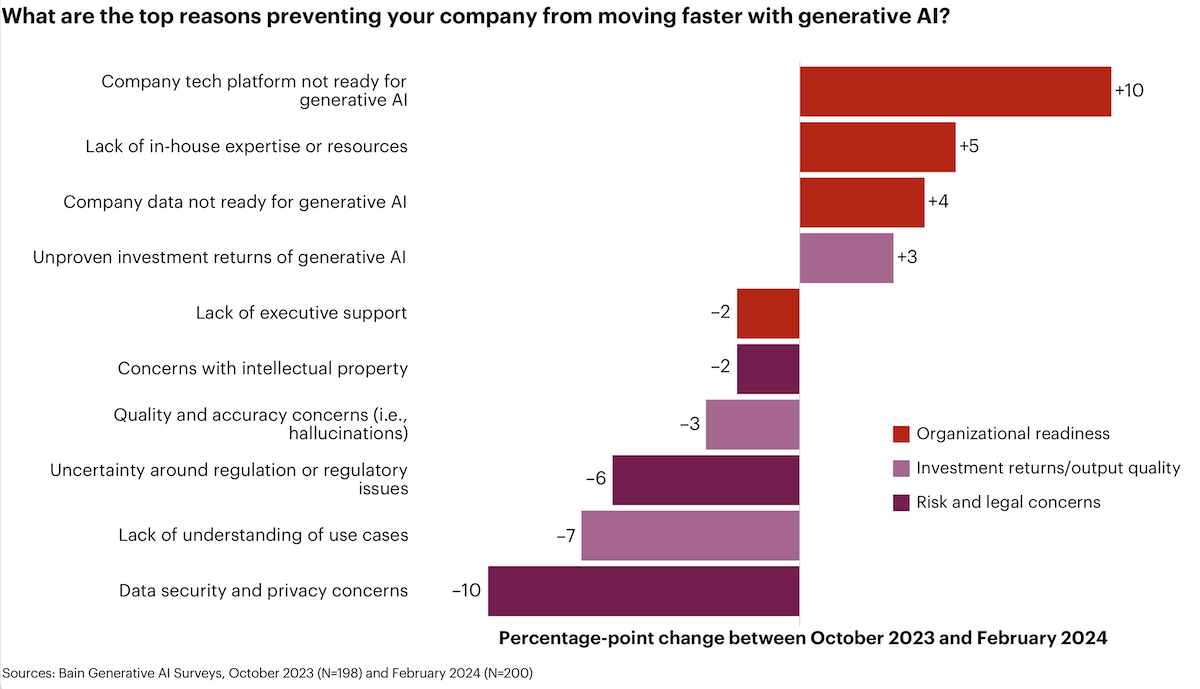 What are the top reasons preventing your company from moving faster with generative AI?
Company tech platform not ready for
generative AI
+10
Lack of in-house expertise or resources
+5
Company data not ready for generative AI
+4
Unproven investment returns of generative AI
+3
Lack of executive support
–2
Concerns with intellectual property
–2
Quality and accuracy concerns (i.e.,
hallucinations)
–3
Uncertainty around regulation or regulatory
issues
–6
Lack of understanding of use cases
–7
Data security and privacy concerns
–10
Organizational readiness
Investment returns/output quality
Risk and legal concerns
Percentage-point change between October 2023 and February 2024
Sources: Bain Generative AI Surveys, October 2023 (N=198) and February 2024 (N=200)